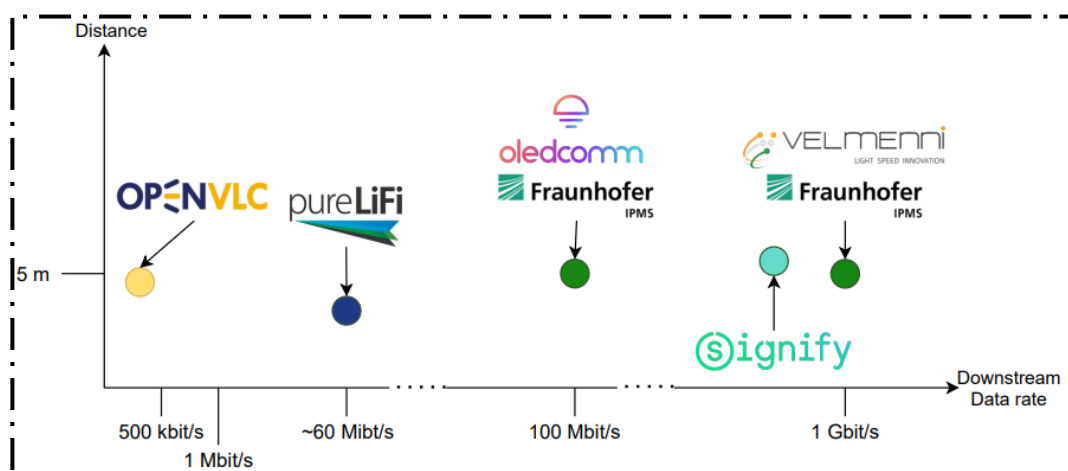 Distance
oledcomm
VELMENNI
LIGHT SPEED INNOVATION
OPENVLC
pureLiFi
Fraunhofer
IPMS
Fraunhofer
IPMS
5 m
signify
Downstream
Data rate
500 kbit/s
1 Mbit/s
~60 Mibt/s
100 Mbit/s
1 Gbit/s